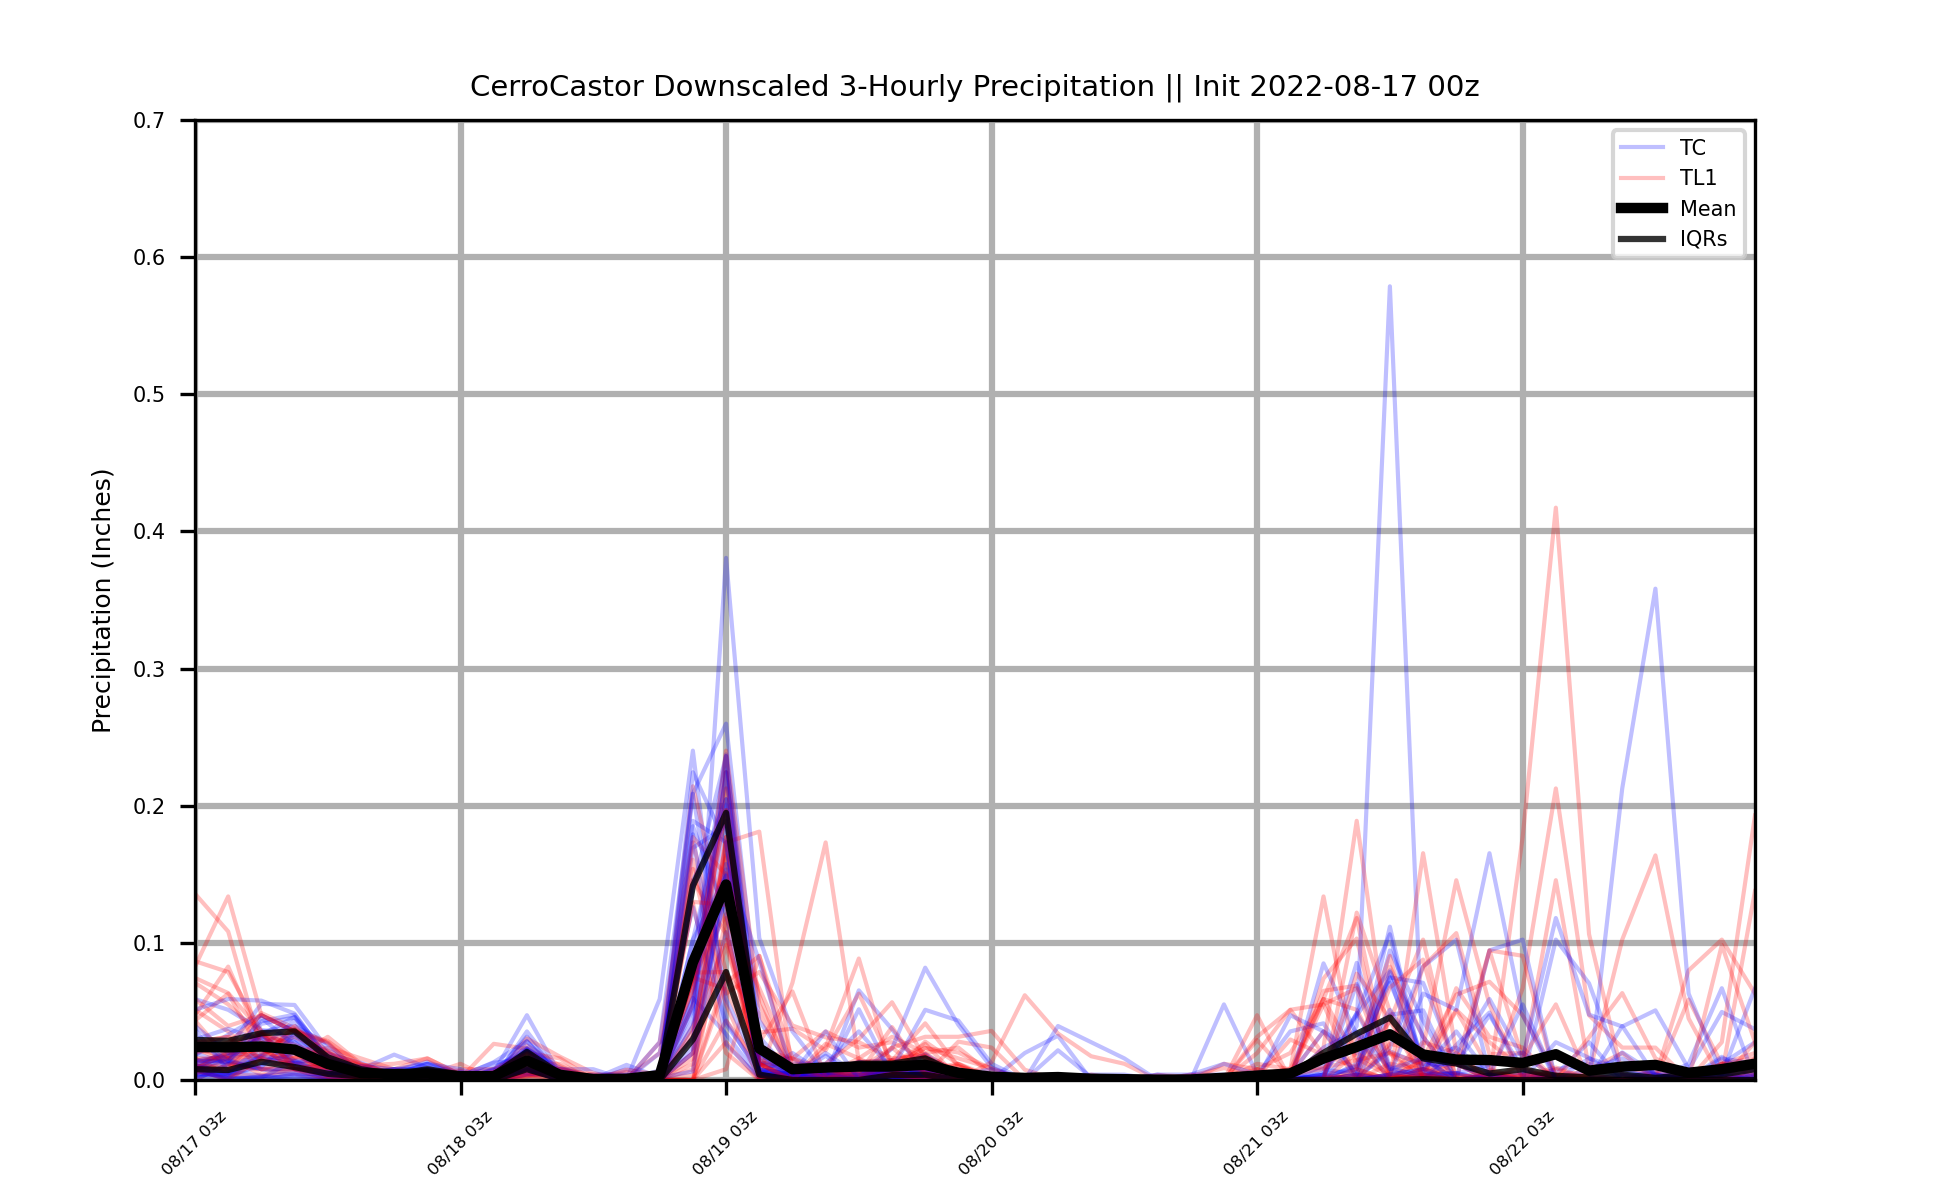 CerroCastor Downscaled 3-Hourly Precipitation || Init 2022-08-17 00z
TC
TL1
Mean
IQRs
Precipitation (Inches)
0.7
0.6
0.5
0.4
0.3
0.2
0.1
0.0
08/17 03z
08/18 03z
08/19 03z
08/20 03z
08/21 03z
08/22 03z